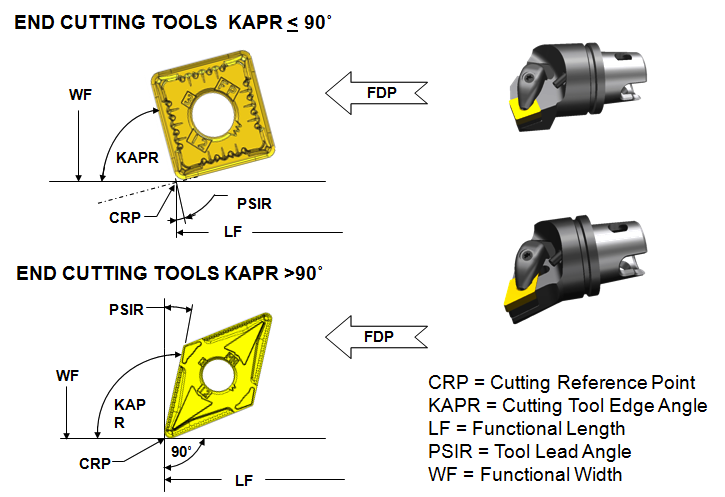 END CUTTING TOOLS KAPR ≤ 90˚
WF
FDP
KAPR
PSIR
CRP
LF
END CUTTING TOOLS KAPR >90˚
PSIR
FDP
WF
KAP
R
CRP
90˚
LF
CRP = Cutting Reference Point
KAPR = Cutting Tool Edge Angle
LF = Functional Length
PSIR = Tool Lead Angle
WF = Functional Width